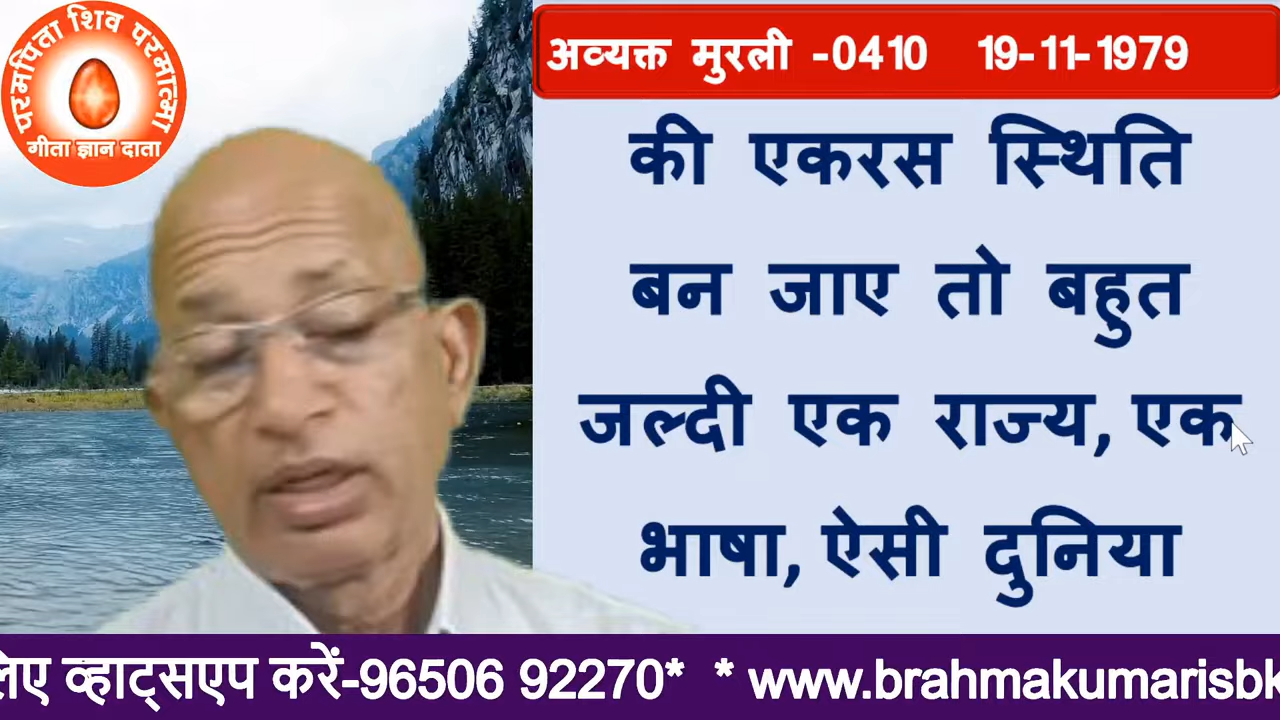 परमपिता शिव परमात्मा
गीता ज्ञान दाता
अव्यक्त मुरली -0410 19-11-1979
की एकरस स्थिति
बन जाए तो बहुत
जल्दी एक राज्य, एक
भाषा, ऐसी दुनिया
लिए व्हाट्सएप करें-96506 92270* * www.brahmakumarisbk